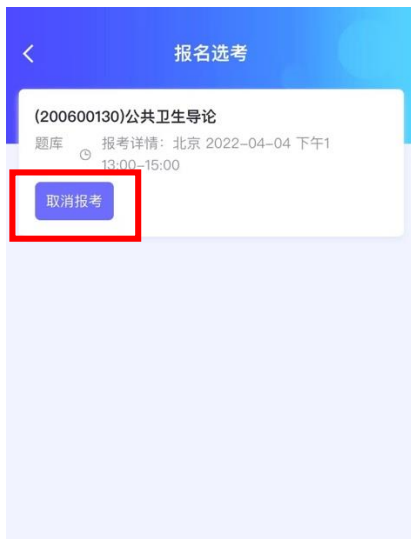 报名选考
(200600130)公共卫生导论
题库 报考详情：北京 2022-04-04 下午1
13:00-15:00
取消报考